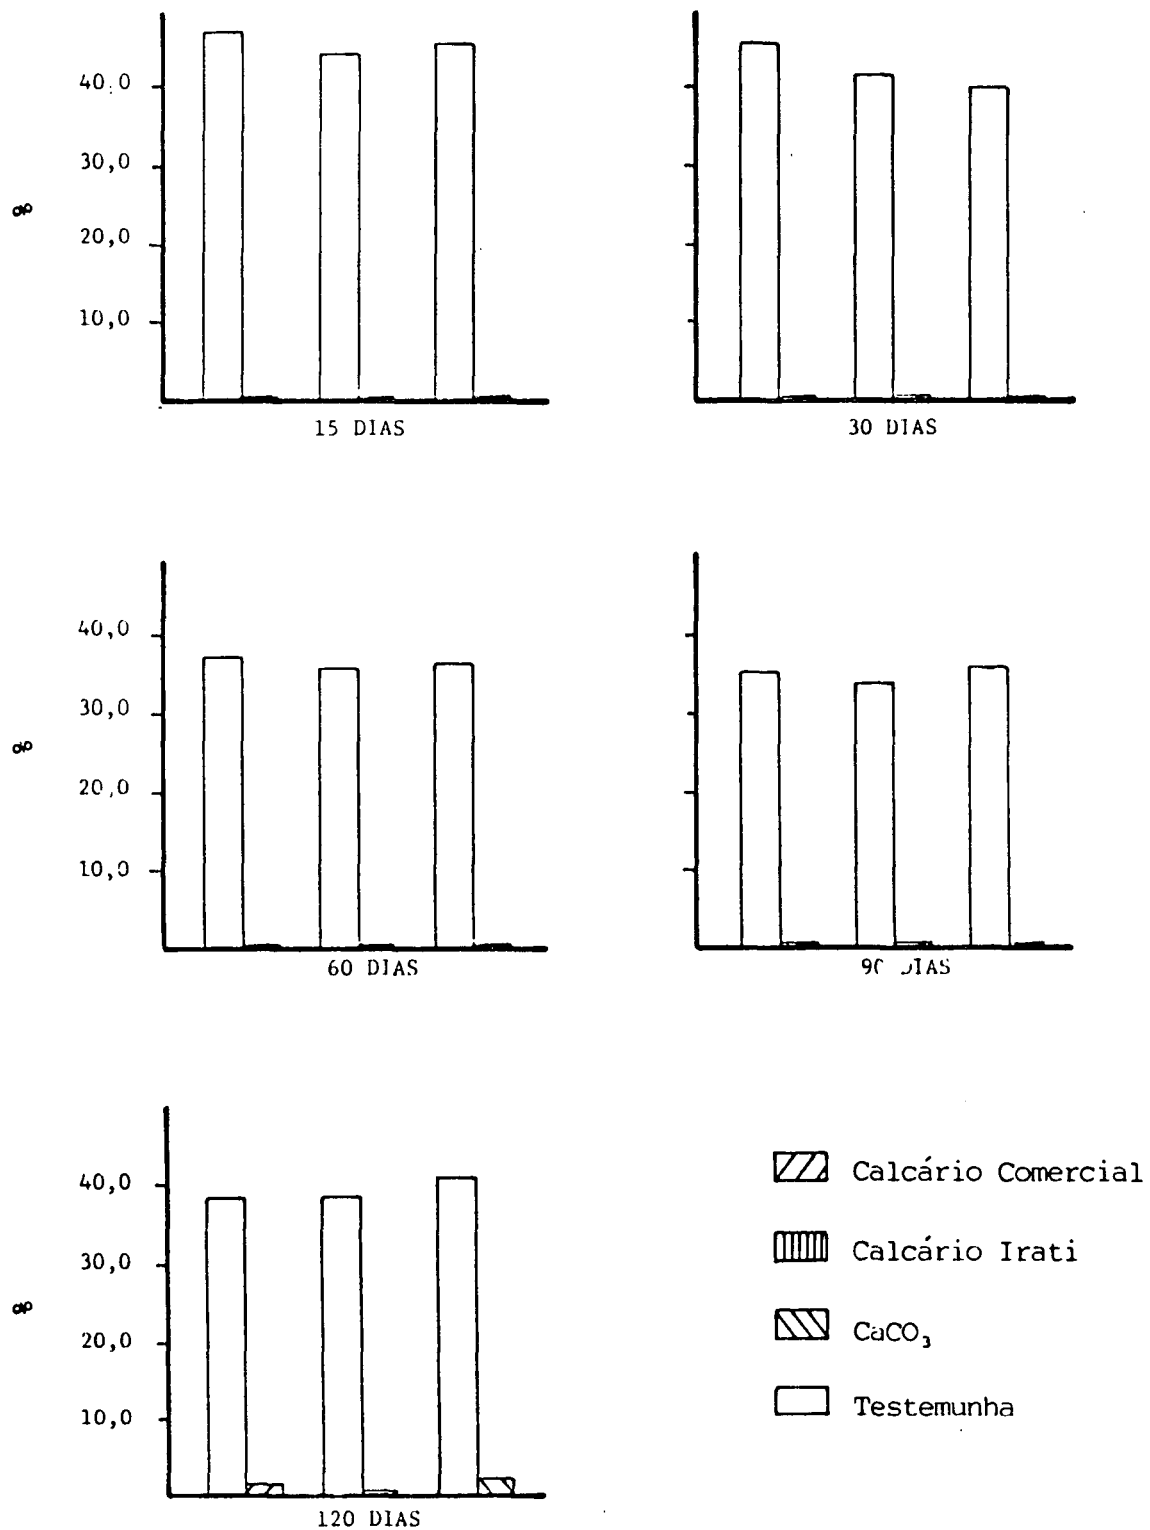 40.0
30,0
%
20,0
10,0
15 DIAS
30 DIAS
40,0
30,0
%
20,0
10,0
60 DIAS
90 DIAS
40,0
30,0
%
20,0
10,0
120 DIAS
Calcário Comercial
Calcário Irati
CaCO₃
Testemunha